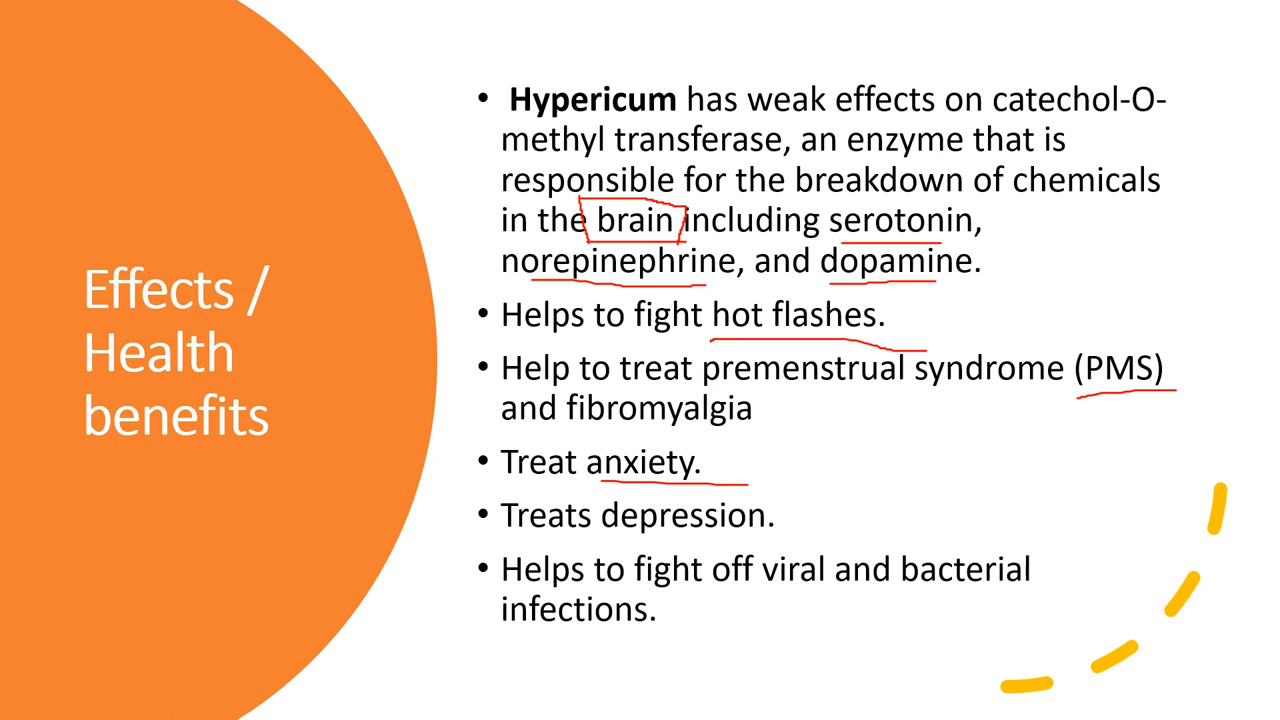 Effects /
Health
benefits
• Hypericum has weak effects on catechol-O-
methyl transferase, an enzyme that is
responsible for the breakdown of chemicals
in the brain including serotonin,
norepinephrine, and dopamine.
• Helps to fight hot flashes.
• Help to treat premenstrual syndrome (PMS)
and fibromyalgia
• Treat anxiety.
• Treats depression.
• Helps to fight off viral and bacterial
infections.